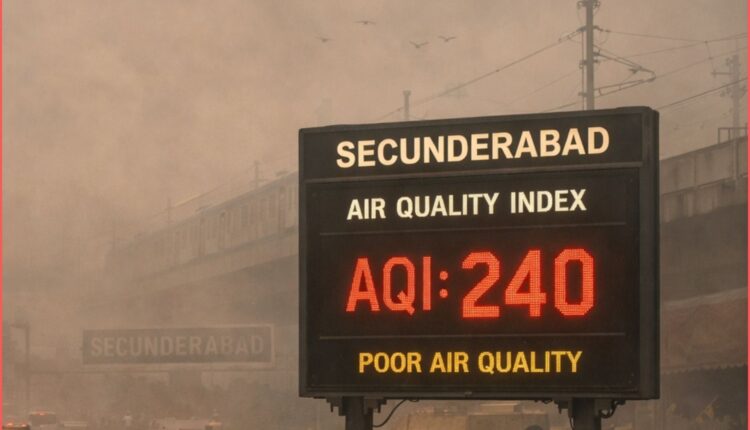 SECUNDERABAD
AIR QUALITY INDEX
AQI: 240
POOR AIR QUALITY
SECUNDERABAD